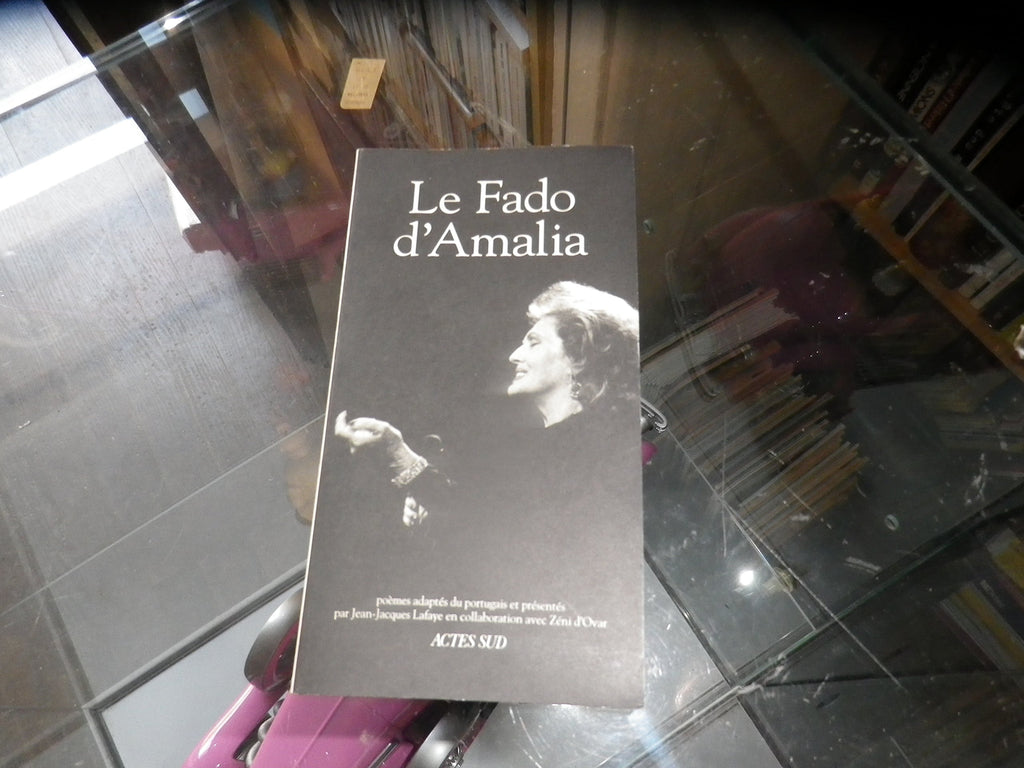 Le Fado
d'Amalia
poèmes adaptés du portugais et présentés
par Jean-Jacques Lafaye en collaboration avec Zéni d'Ovar
ACTES SUD